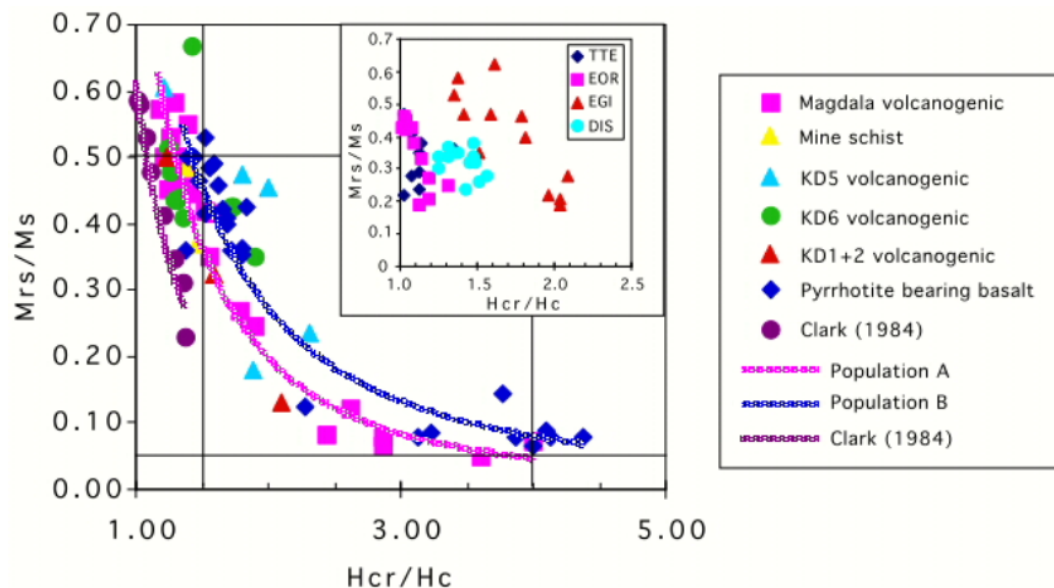 0.70
0.60
0.50
0.40
0.30
0.20
0.10
0.00
Mrs/Ms
1.00
3.00
5.00
Hcr/Hc
0.7
0.6
0.5
0.4
0.3
0.2
0.1
0
Mrs/Ms
1.0
1.5
2.0
2.5
Hcr/Hc
TTE
EOR
EGI
DIS
Magdala volcanogenic
Mine schist
KD5 volcanogenic
KD6 volcanogenic
KD1+2 volcanogenic
Pyrrhotite bearing basalt
Clark (1984)
Population A
Population B
Clark (1984)